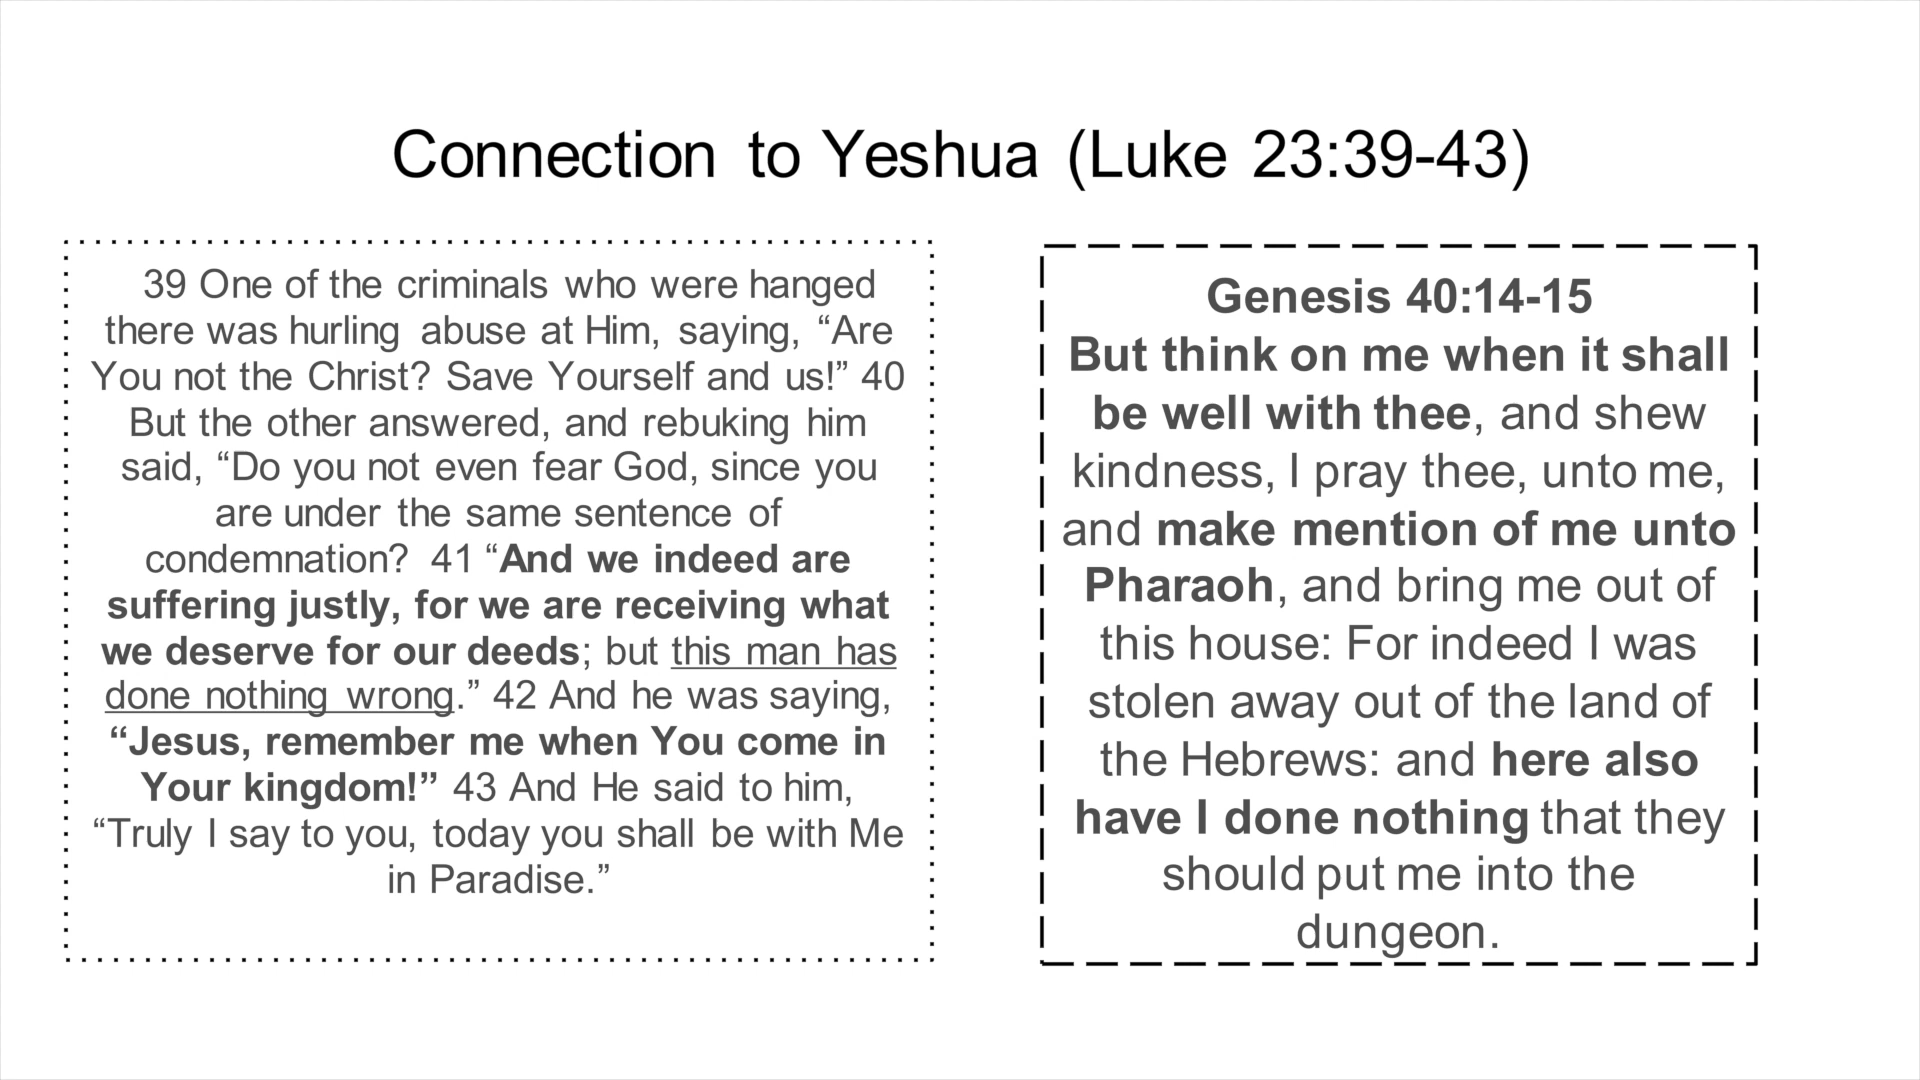 Connection to Yeshua (Luke 23:39-43)
39 One of the criminals who were hanged
there was hurling abuse at Him, saying, “Are
You not the Christ? Save Yourself and us!” 40
But the other answered, and rebuking him
said, “Do you not even fear God, since you
are under the same sentence of
condemnation? 41 “And we indeed are
suffering justly, for we are receiving what
we deserve for our deeds; but this man has
done nothing wrong.” 42 And he was saying,
“Jesus, remember me when You come in
Your kingdom!” 43 And He said to him,
“Truly I say to you, today you shall be with Me
in Paradise.”
Genesis 40:14-15
But think on me when it shall
be well with thee, and shew
kindness, I pray thee, unto me,
and make mention of me unto
Pharaoh, and bring me out of
this house: For indeed I was
stolen away out of the land of
the Hebrews: and here also
have I done nothing that they
should put me into the
dungeon.